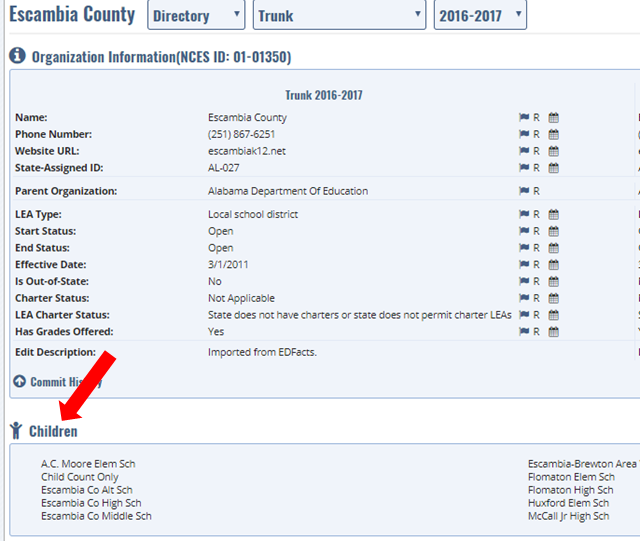 Escambia County Directory Trunk 2016-2017
Organization Information(NCES ID: 01-01350)
Trunk 2016-2017
Name: Escambia County R
Phone Number: (251) 867-6251 R
Website URL: escambiak12.net R
State-Assigned ID: AL-027 R
Parent Organization: Alabama Department Of Education R
LEA Type: Local school district R
Start Status: Open R
End Status: Open R
Effective Date: 3/1/2011 R
Is Out-of-State: No R
Charter Status: Not Applicable R
LEA Charter Status: State does not have charters or state does not permit charter LEAs R
Has Grades Offered: Yes R
Edit Description: Imported from EDFacts.
Commit History
Children
A.C. Moore Elem Sch Escambia-Brewton Area
Child Count Only Flomaton Elem Sch
Escambia Co Alt Sch Flomaton High Sch
Escambia Co High Sch Huxford Elem Sch
Escambia Co Middle Sch McCall Jr High Sch